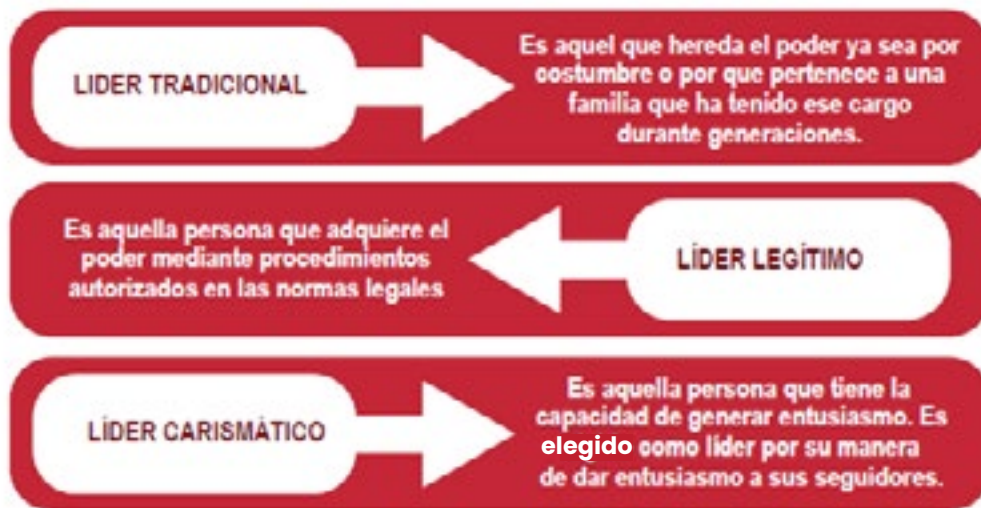 LIDER TRADICIONAL
Es aquel que hereda el poder ya sea por
costumbre o por que pertenece a una
familia que ha tenido ese cargo
durante generaciones.
Es aquella persona que adquiere el
poder mediante procedimientos
autorizados en las normas legales
LÍDER LEGÍTIMO
LÍDER CARISMÁTICO
Es aquella persona que tiene la
capacidad de generar entusiasmo. Es
elegido como líder por su manera
de dar entusiasmo a sus seguidores.